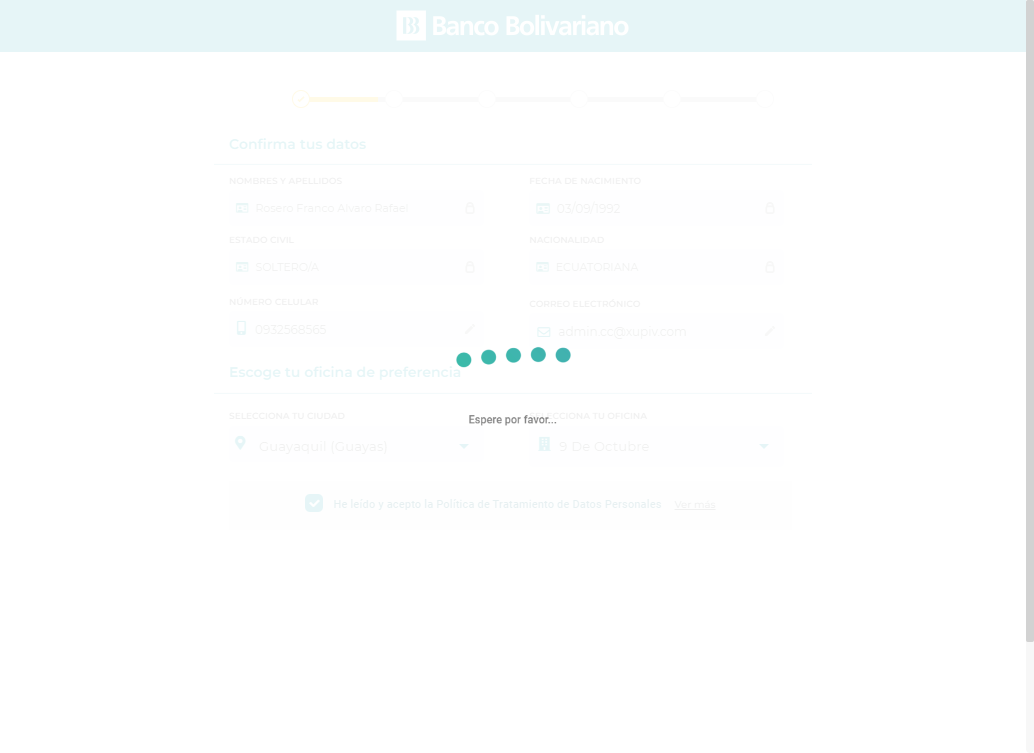 Banco Bolivariano
Confirma tus datos
NOMBRES Y APELLIDOS
FECHA DE NACIMIENTO
Rosero Franco Alvaro Rafael
03/09/1992
ESTADO CIVIL
NACIONALIDAD
SOLTERO/A
ECUATORIANA
NÚMERO CELULAR
CORREO ELECTRÓNICO
0932568565
admin.cc@xupiv.com
Escoge tu oficina de preferencia
SELECCIONA TU CIUDAD
SELECCIONA TU OFICINA
Espere por favor...
Guayaquil (Guayas)
9 De Octubre
He leído y acepto la Política de Tratamiento de Datos Personales Ver más